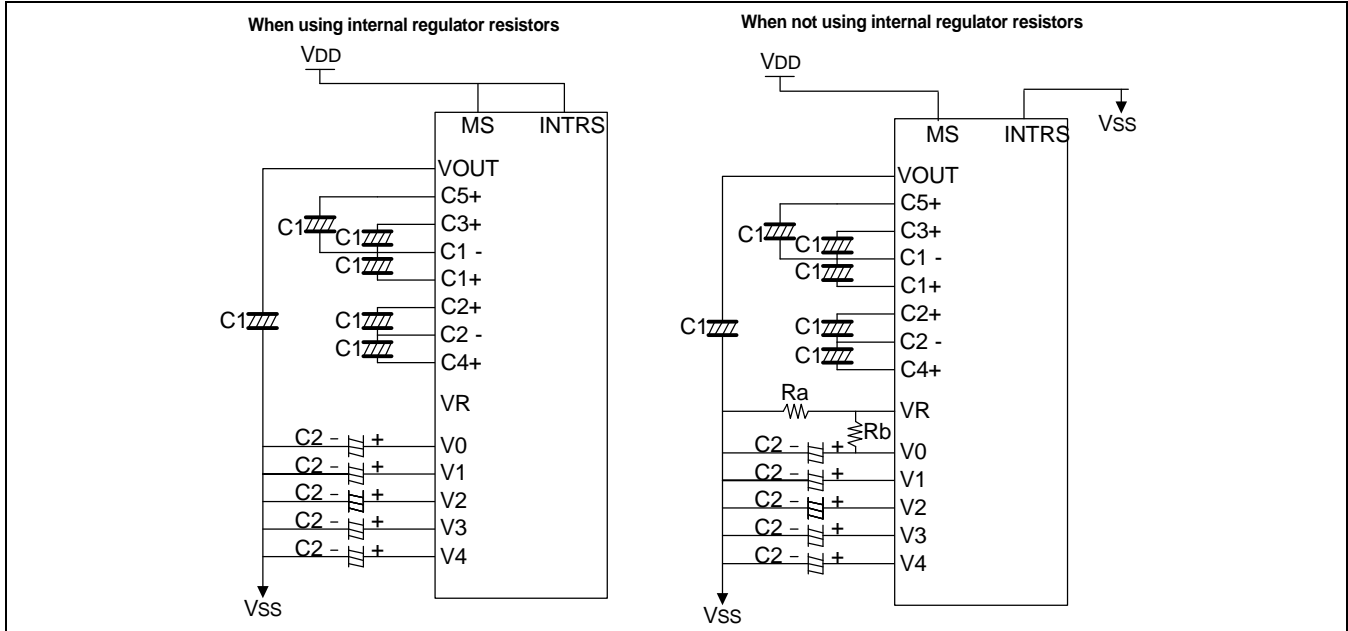 When using internal regulator resistors
VDD
MS INTRS
VOUT
C5+
C1
C3+
C1
C1 -
C1
C1+
C2+
C1
C1
C2 -
C1
C4+
VR
C2 - + V0
C2 - + V1
C2 - + V2
C2 - + V3
C2 - + V4
VSS
When not using internal regulator resistors
VDD
VSS
MS INTRS
VOUT
C5+
C1
C3+
C1
C1 -
C1
C1+
C2+
C1
C1
C2 -
C1
C4+
Ra
VR
Rb
C2 - + V0
C2 - + V1
C2 - + V2
C2 - + V3
C2 - + V4
VSS